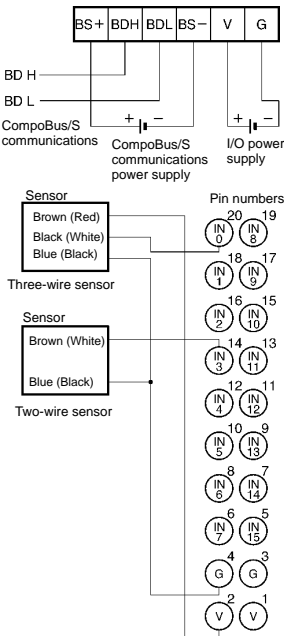 BS+ BDH BDL BS− V G
BD H
BD L
+ − + −
CompoBus/S
communications
CompoBus/S
communications
power supply
I/O power
supply
Sensor
Brown (Red)
Black (White)
Blue (Black)
Three-wire sensor
Sensor
Brown (White)
Blue (Black)
Two-wire sensor
Pin numbers
20 19
IN 0 IN 8
18 17
IN 1 IN 9
16 15
IN 2 IN 10
14 13
IN 3 IN 11
12 11
IN 4 IN 12
10 9
IN 5 IN 13
8 7
IN 6 IN 14
6 5
IN 7 IN 15
4 3
G G
2 1
V V